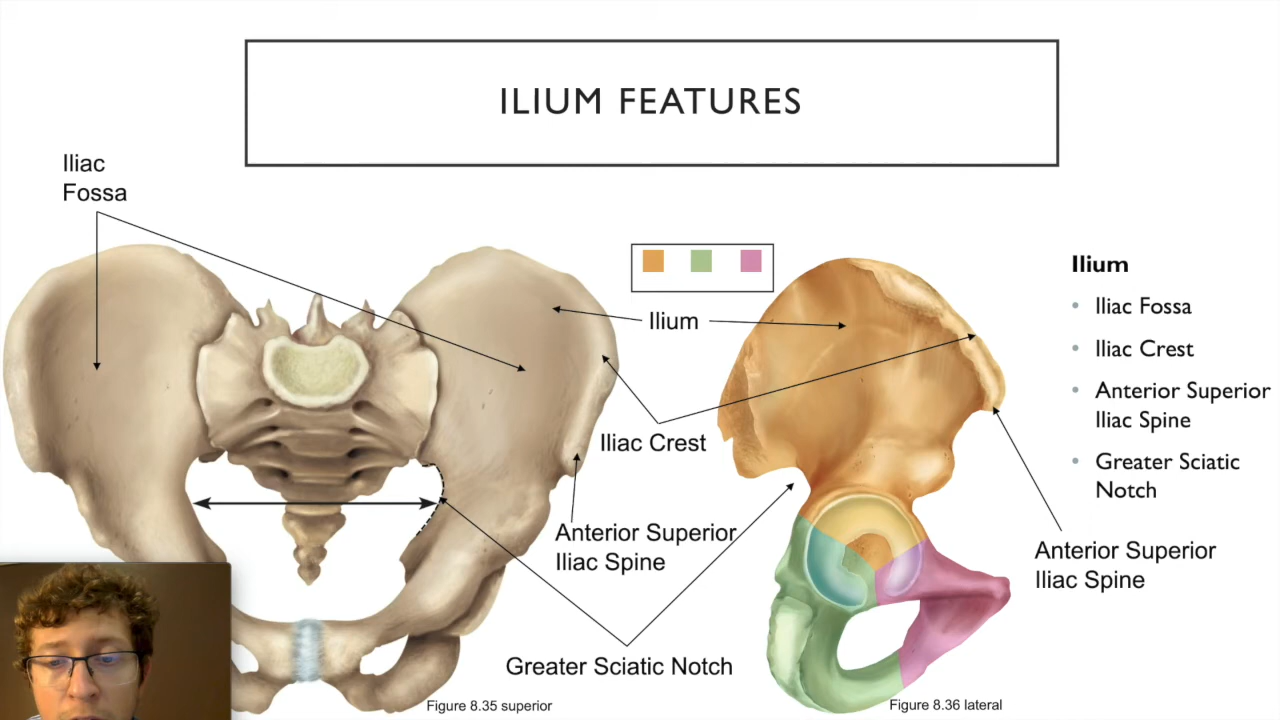 ILIUM FEATURES
Iliac
Fossa
Ilium
Iliac Crest
Anterior Superior
Iliac Spine
Greater Sciatic Notch
Figure 8.35 superior
Anterior Superior
Iliac Spine
Figure 8.36 lateral
Ilium
• Iliac Fossa
• Iliac Crest
• Anterior Superior
Iliac Spine
• Greater Sciatic
Notch